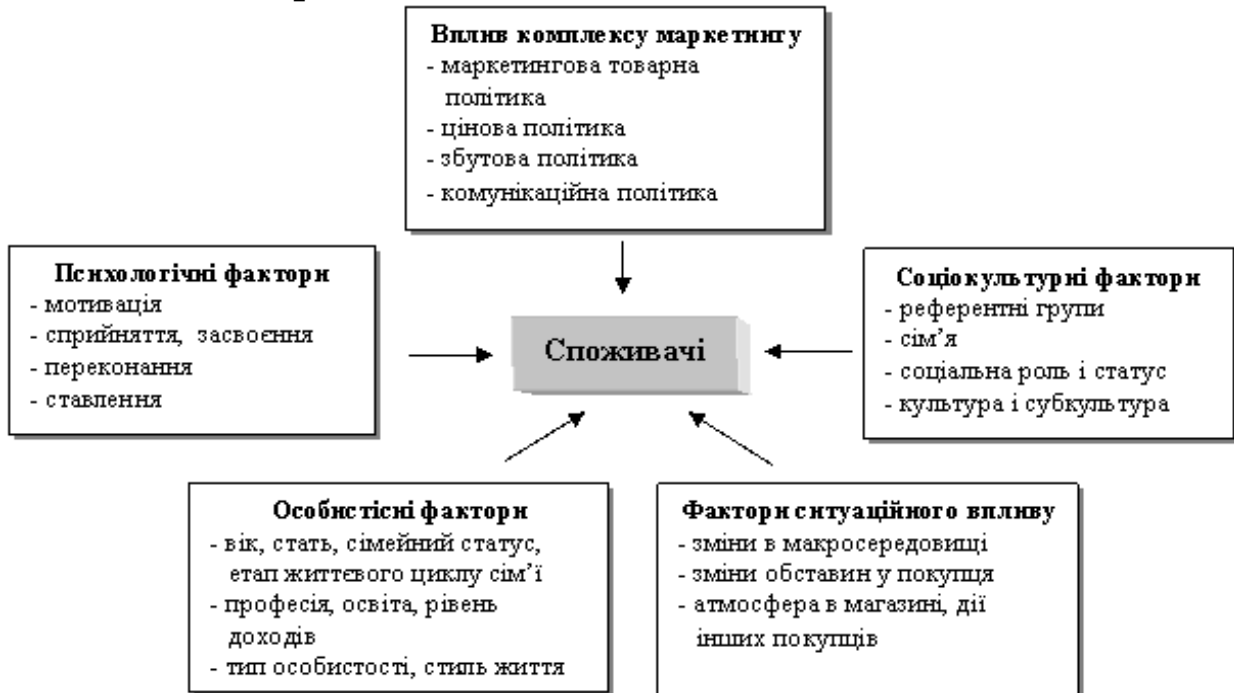 Вплив комплексу маркетингу
- маркетингова товарна
політика
- цінова політика
- збутова політика
- комунікаційна політика
Психологічні фактори
- мотивація
- сприйняття, засвоєння
- переконання
- ставлення
Споживачі
Соціокультурні фактори
- референтні групи
- сім’я
- соціальна роль і статус
- культура і субкультура
Особистісні фактори
- вік, стать, сімейний статус,
етап життєвого циклу сім’ї
- професія, освіта, рівень
доходів
- тип особистості, стиль життя
Фактори ситуаційного впливу
- зміни в макросередовищі
- зміни обставин у покупця
- атмосфера в магазині, дії
інших покупців